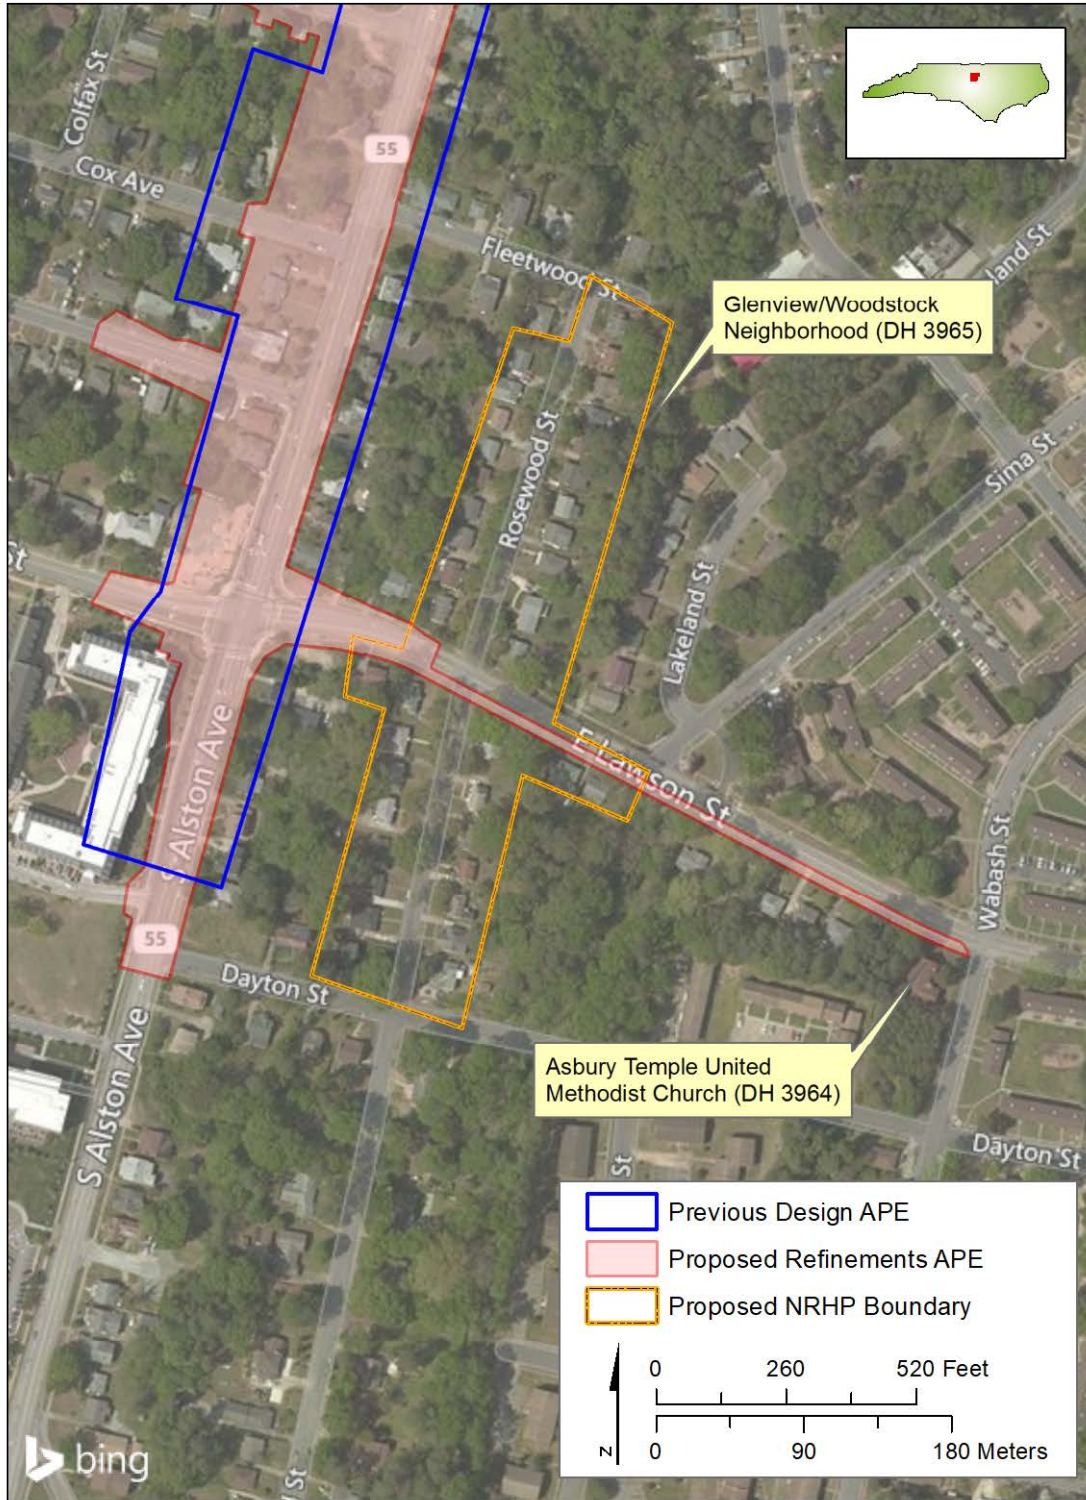 Colfax St
Cox Ave
55
Fleetwood St
land St
Glenview/Woodstock
Neighborhood (DH 3965)
Rosewood St
Sima St
St
Lakeland St
S Alston Ave
E Lawson St
Wabash St
55
Dayton St
S Alston Ave
Asbury Temple United
Methodist Church (DH 3964)
Dayton St
St
Previous Design APE
Proposed Refinements APE
Proposed NRHP Boundary
0 260 520 Feet
N
0 90 180 Meters
bing
l St